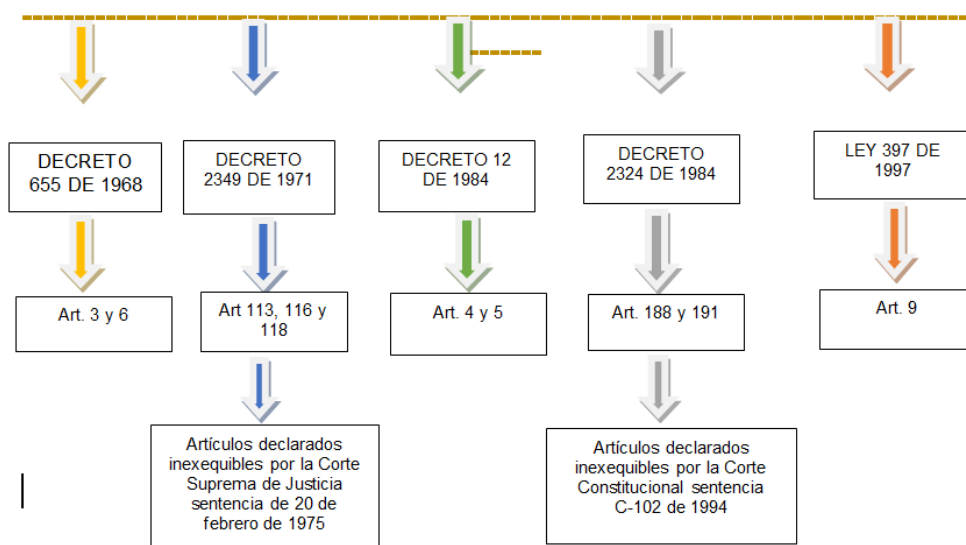 DECRETO
655 DE 1968
DECRETO
2349 DE 1971
DECRETO 12
DE 1984
DECRETO
2324 DE 1984
LEY 397 DE
1997
Art. 3 y 6
Art 113, 116 y
118
Art. 4 y 5
Art. 188 y 191
Art. 9
Artículos declarados
inexequibles por la Corte
Suprema de Justicia
sentencia de 20 de
febrero de 1975
Artículos declarados
inexequibles por la Corte
Constitucional sentencia
C-102 de 1994